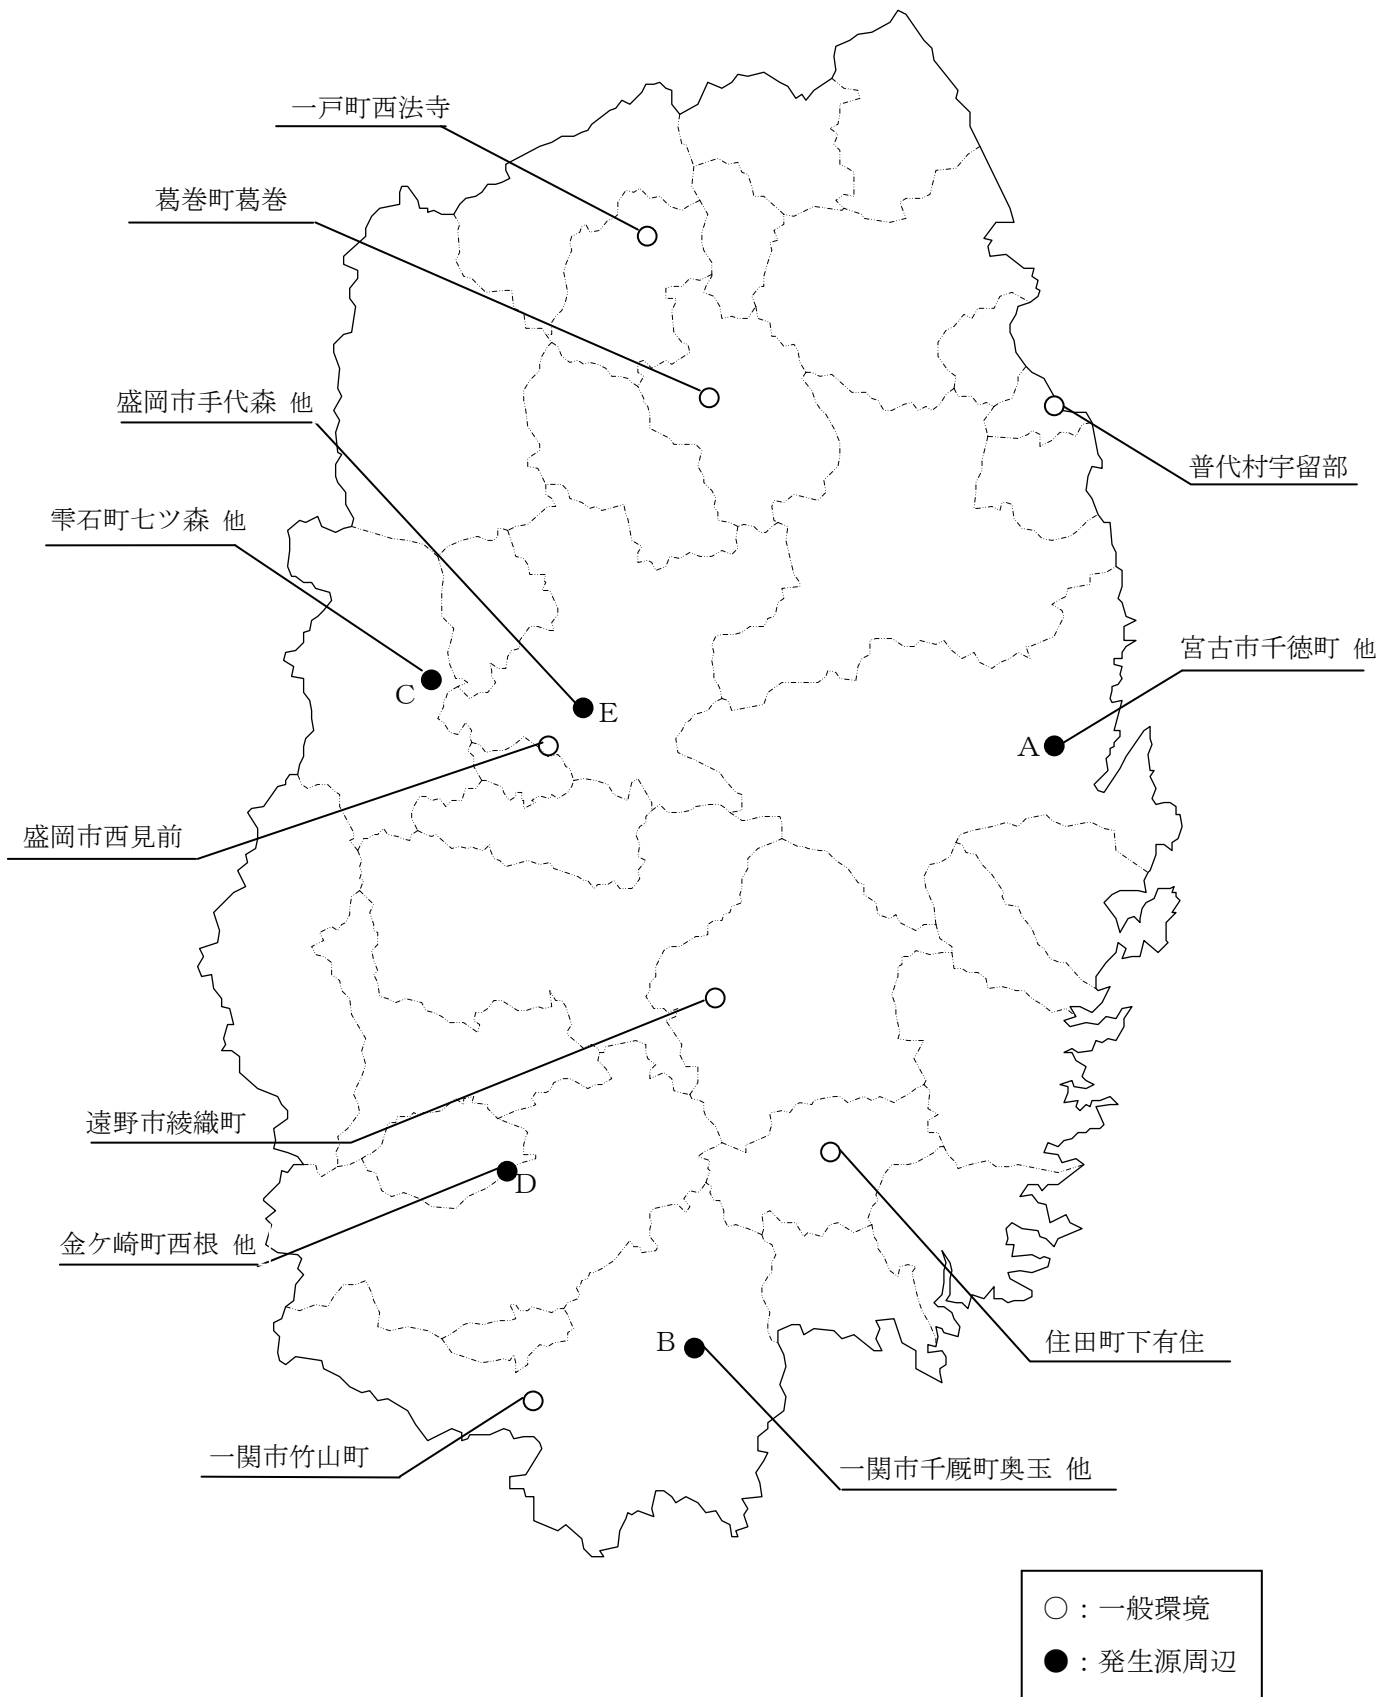 一戸町西法寺
葛巻町葛巻
盛岡市手代森 他
普代村宇留部
雫石町七ツ森 他
宮古市千徳町 他
C
E
A
盛岡市西見前
遠野市綾織町
D
金ケ崎町西根 他
B
住田町下有住
一関市竹山町
一関市千厩町奥玉 他
○：一般環境
●：発生源周辺